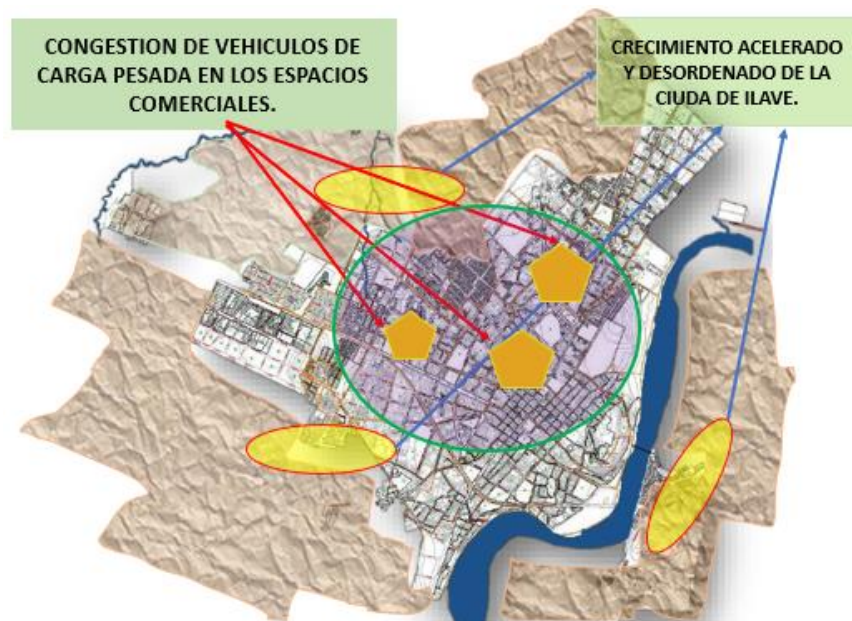 CONGESTION DE VEHICULOS DE
CARGA PESADA EN LOS ESPACIOS
COMERCIALES.
CRECIMIENTO ACELERADO
Y DESORDENADO DE LA
CIUDA DE ILAVE.